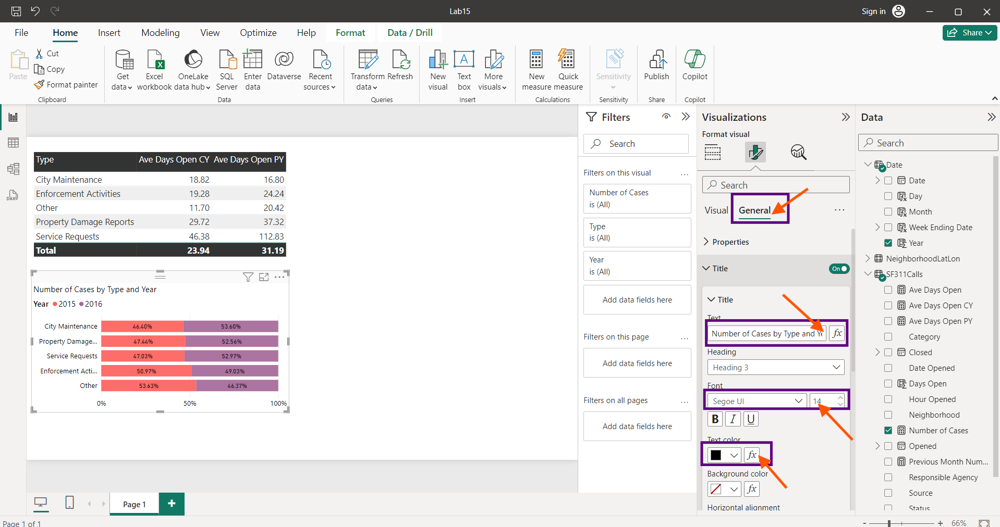 Lab15
Sign in
File Home Insert Modeling View Optimize Help Format Data / Drill
Share
Paste
Cut
Copy
Format painter
Clipboard
Get data
Excel workbook
OneLake data hub
SQL Server
Enter data
Dataverse
Recent sources
Data
Transform data
Refresh
Queries
New visual
Text box
More visuals
Insert
New measure
Quick measure
Calculations
Sensitivity
Sensitivity
Publish
Share
Copilot
Copilot
DAX
Type Ave Days Open CY Ave Days Open PY
City Maintenance 18.82 16.80
Enforcement Activities 19.28 24.24
Other 11.70 20.42
Property Damage Reports 29.72 37.32
Service Requests 46.38 112.83
Total 23.94 31.19
Number of Cases by Type and Year
Year 2015 2016
City Maintenance 46.40% 53.60%
Property Damage... 47.44% 52.56%
Service Requests 47.03% 52.97%
Enforcement Acti... 50.97% 49.03%
Other 53.63% 46.37%
0% 50% 100%
Filters
Search
Filters on this visual ...
Number of Cases
is (All)
Type
is (All)
Year
is (All)
Add data fields here
Filters on this page ...
Add data fields here
Filters on all pages ...
Add data fields here
Visualizations
Format visual
Search
Visual General ...
Properties
Title On
Title
Text
Number of Cases by Type and Ye fx
Heading
Heading 3
Font
Segoe UI 14
B I U
Text color
fx
Background color
fx
Horizontal alignment
Data
Search
Date
Date
Day
Month
Week Ending Date
Year
NeighborhoodLatLon
SF311Calls
Ave Days Open
Ave Days Open CY
Ave Days Open PY
Category
Closed
Date Opened
Days Open
Hour Opened
Neighborhood
Number of Cases
Opened
Previous Month Num...
Responsible Agency
Source
Status
Page 1 +
Page 1 of 1
- + 66%